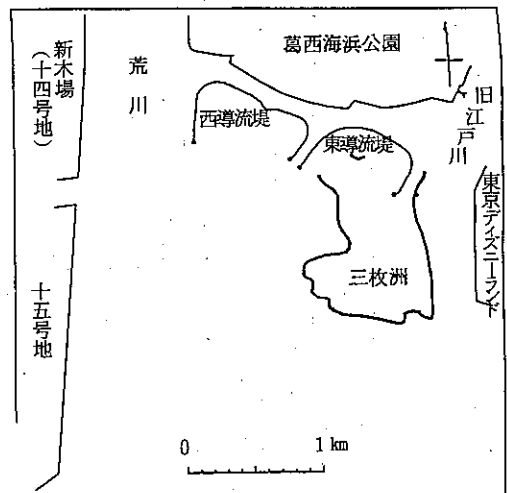 新木場
(十四号地)
荒川
葛西海浜公園
旧江戸川
西導流堤
東導流堤
東京ディズニーランド
三枚洲
十五号地
0 1 km